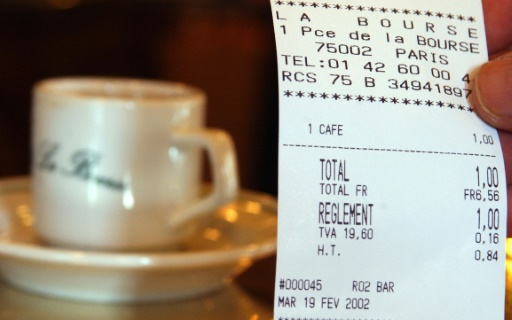 LA BOURSE
1 Pce de la BOURSE
75002 PARIS
TEL:01 42 60 00 4
RCS 75 B 34941897
1 CAFE 1,00
TOTAL 1,00
TOTAL FR FR6,56
REGLEMENT 1,00
TVA 19,60 0,16
H.T. 0,84
#000045 R02 BAR
MAR 19 FEV 2002